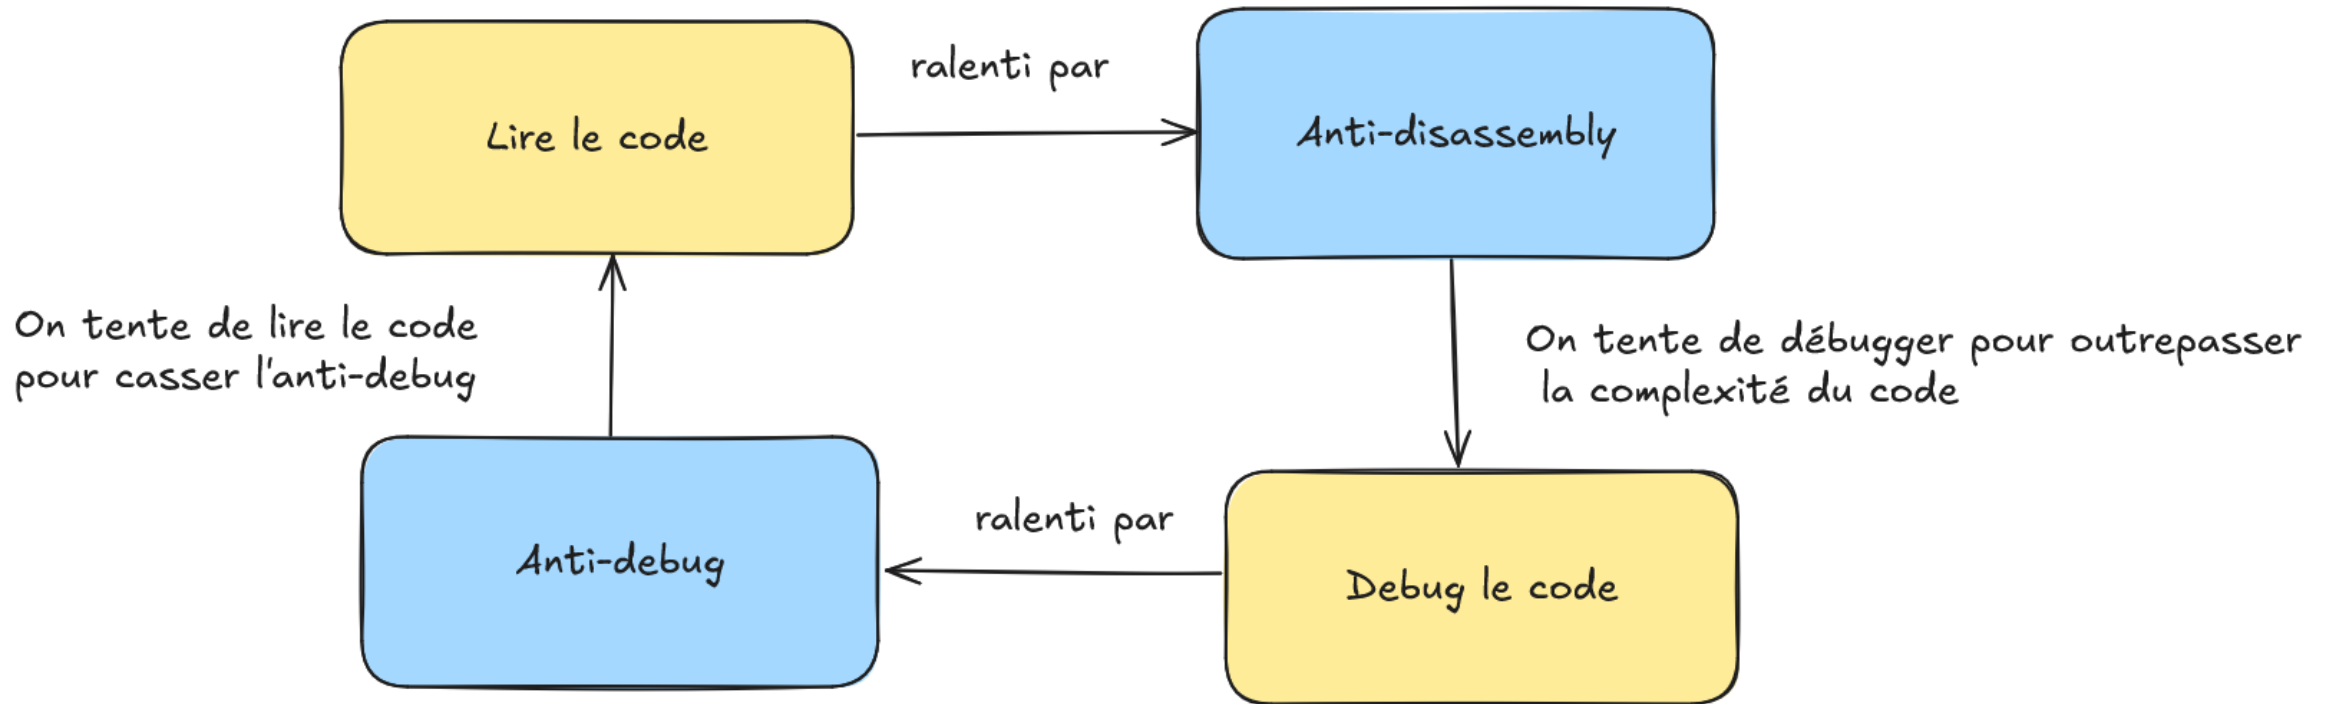 Lire le code
ralenti par
Anti-disassembly
On tente de lire le code
pour casser l'anti-debug
On tente de débugger pour outrepasser
la complexité du code
Anti-debug
ralenti par
Debug le code